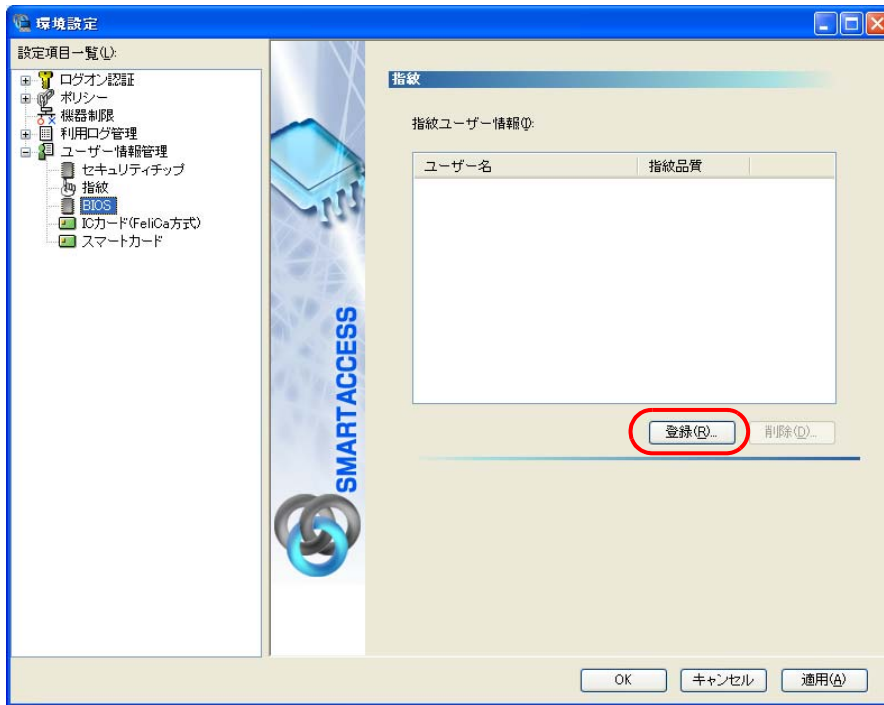 環境設定
設定項目一覧(L):
ログオン認証
ポリシー
機器制限
利用ログ管理
ユーザー情報管理
セキュリティチップ
指紋
BIOS
ICカード(FeliCa方式)
スマートカード
SMARTACCESS
指紋
指紋ユーザー情報(I):
ユーザー名
指紋品質
登録(R)...
削除(D)...
OK
キャンセル
適用(A)